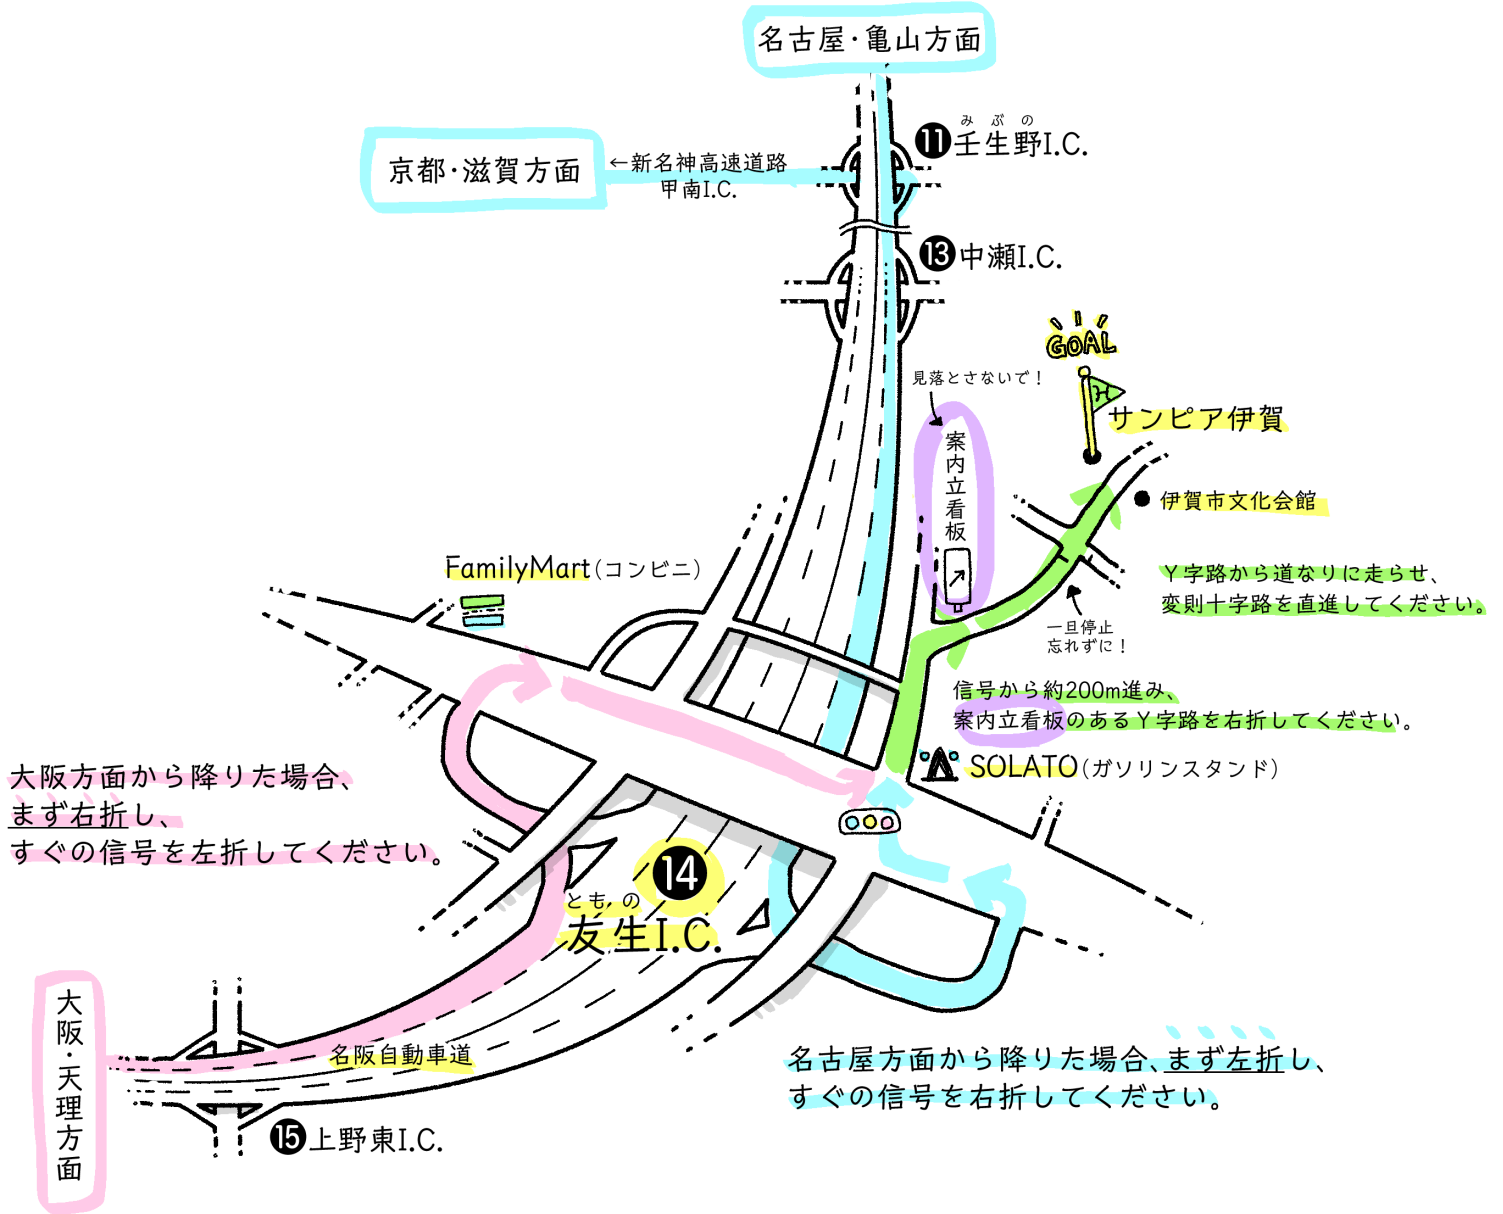 名古屋・亀山方面
京都・滋賀方面
←新名神高速道路
甲南I.C.
みぶの
11 壬生野I.C.
13 中瀬I.C.
GOAL
サンピア伊賀
見落とさないで！
案内立看板
伊賀市文化会館
FamilyMart（コンビニ）
Y字路から道なりに走らせ、
変則十字路を直進してください。
一旦停止
忘れずに！
信号から約200m進み、
案内立看板のあるY字路を右折してください。
SOLATO（ガソリンスタンド）
大阪方面から降りた場合、
まず右折し、
すぐの信号を左折してください。
14
ともの
友生I.C.
大阪・天理方面
名阪自動車道
名古屋方面から降りた場合、まず左折し、
すぐの信号を右折してください。
15 上野東I.C.